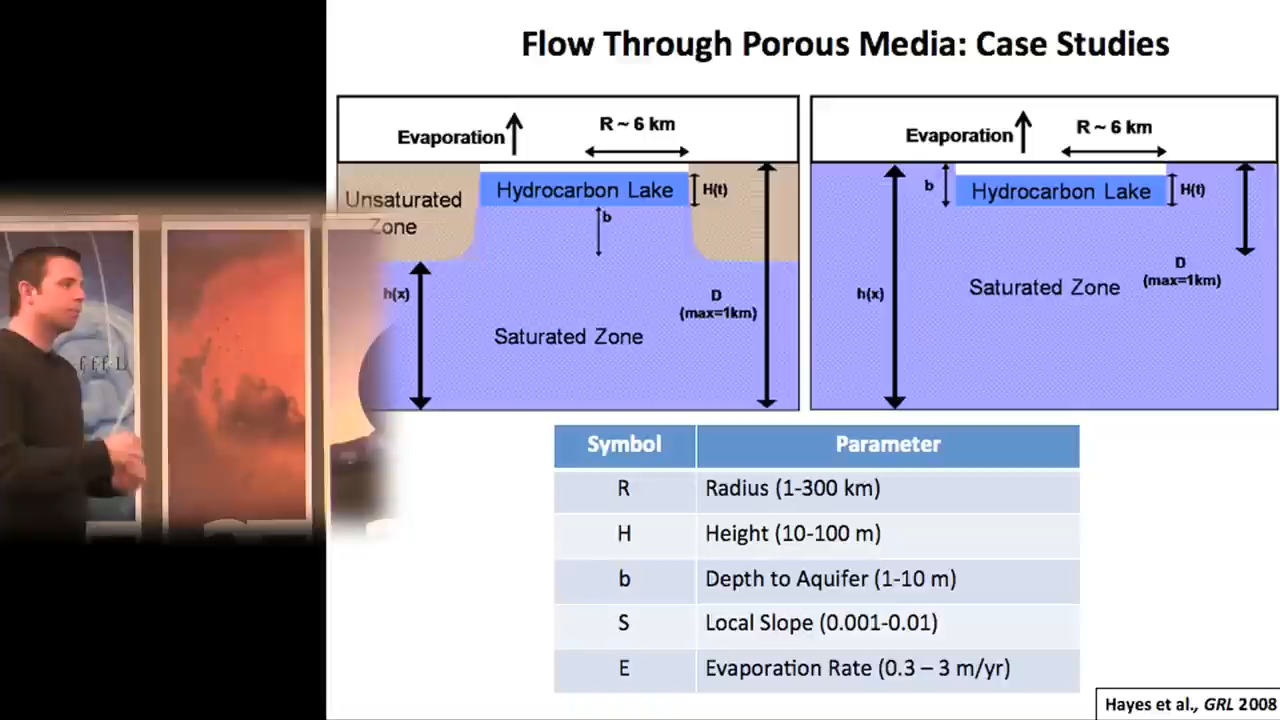 Flow Through Porous Media: Case Studies
Evaporation
R ~ 6 km
Unsaturated
Zone
Hydrocarbon Lake
H(t)
b
h(x)
D
(max=1km)
Saturated Zone
Evaporation
R ~ 6 km
b
Hydrocarbon Lake
H(t)
h(x)
Saturated Zone
D
(max=1km)
Symbol Parameter
R Radius (1-300 km)
H Height (10-100 m)
b Depth to Aquifer (1-10 m)
S Local Slope (0.001-0.01)
E Evaporation Rate (0.3 – 3 m/yr)
Hayes et al., GRL 2008